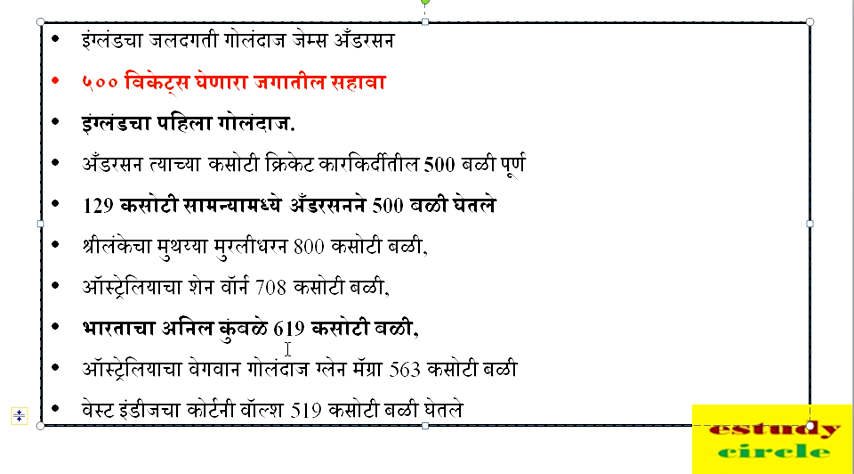 • इंग्लंडचा जलदगती गोलंदाज जेम्स अँडरसन
• ५०० विकेट्स घेणारा जगातील सहावा
• इंग्लंडचा पहिला गोलंदाज.
• अँडरसन त्याच्या कसोटी क्रिकेट कारकिर्दीतील 500 बळी पूर्ण
• 129 कसोटी सामन्यामध्ये अँडरसनने 500 बळी घेतले
• श्रीलंकेचा मुथय्या मुरलीधरन 800 कसोटी बळी,
• ऑस्ट्रेलियाचा शेन वॉर्न 708 कसोटी बळी,
• भारताचा अनिल कुंबळे 619 कसोटी बळी,
• ऑस्ट्रेलियाचा वेगवान गोलंदाज ग्लेन मॅग्रा 563 कसोटी बळी
• वेस्ट इंडीजचा कोर्टनी वॉल्श 519 कसोटी बळी घेतले
estudy
circle